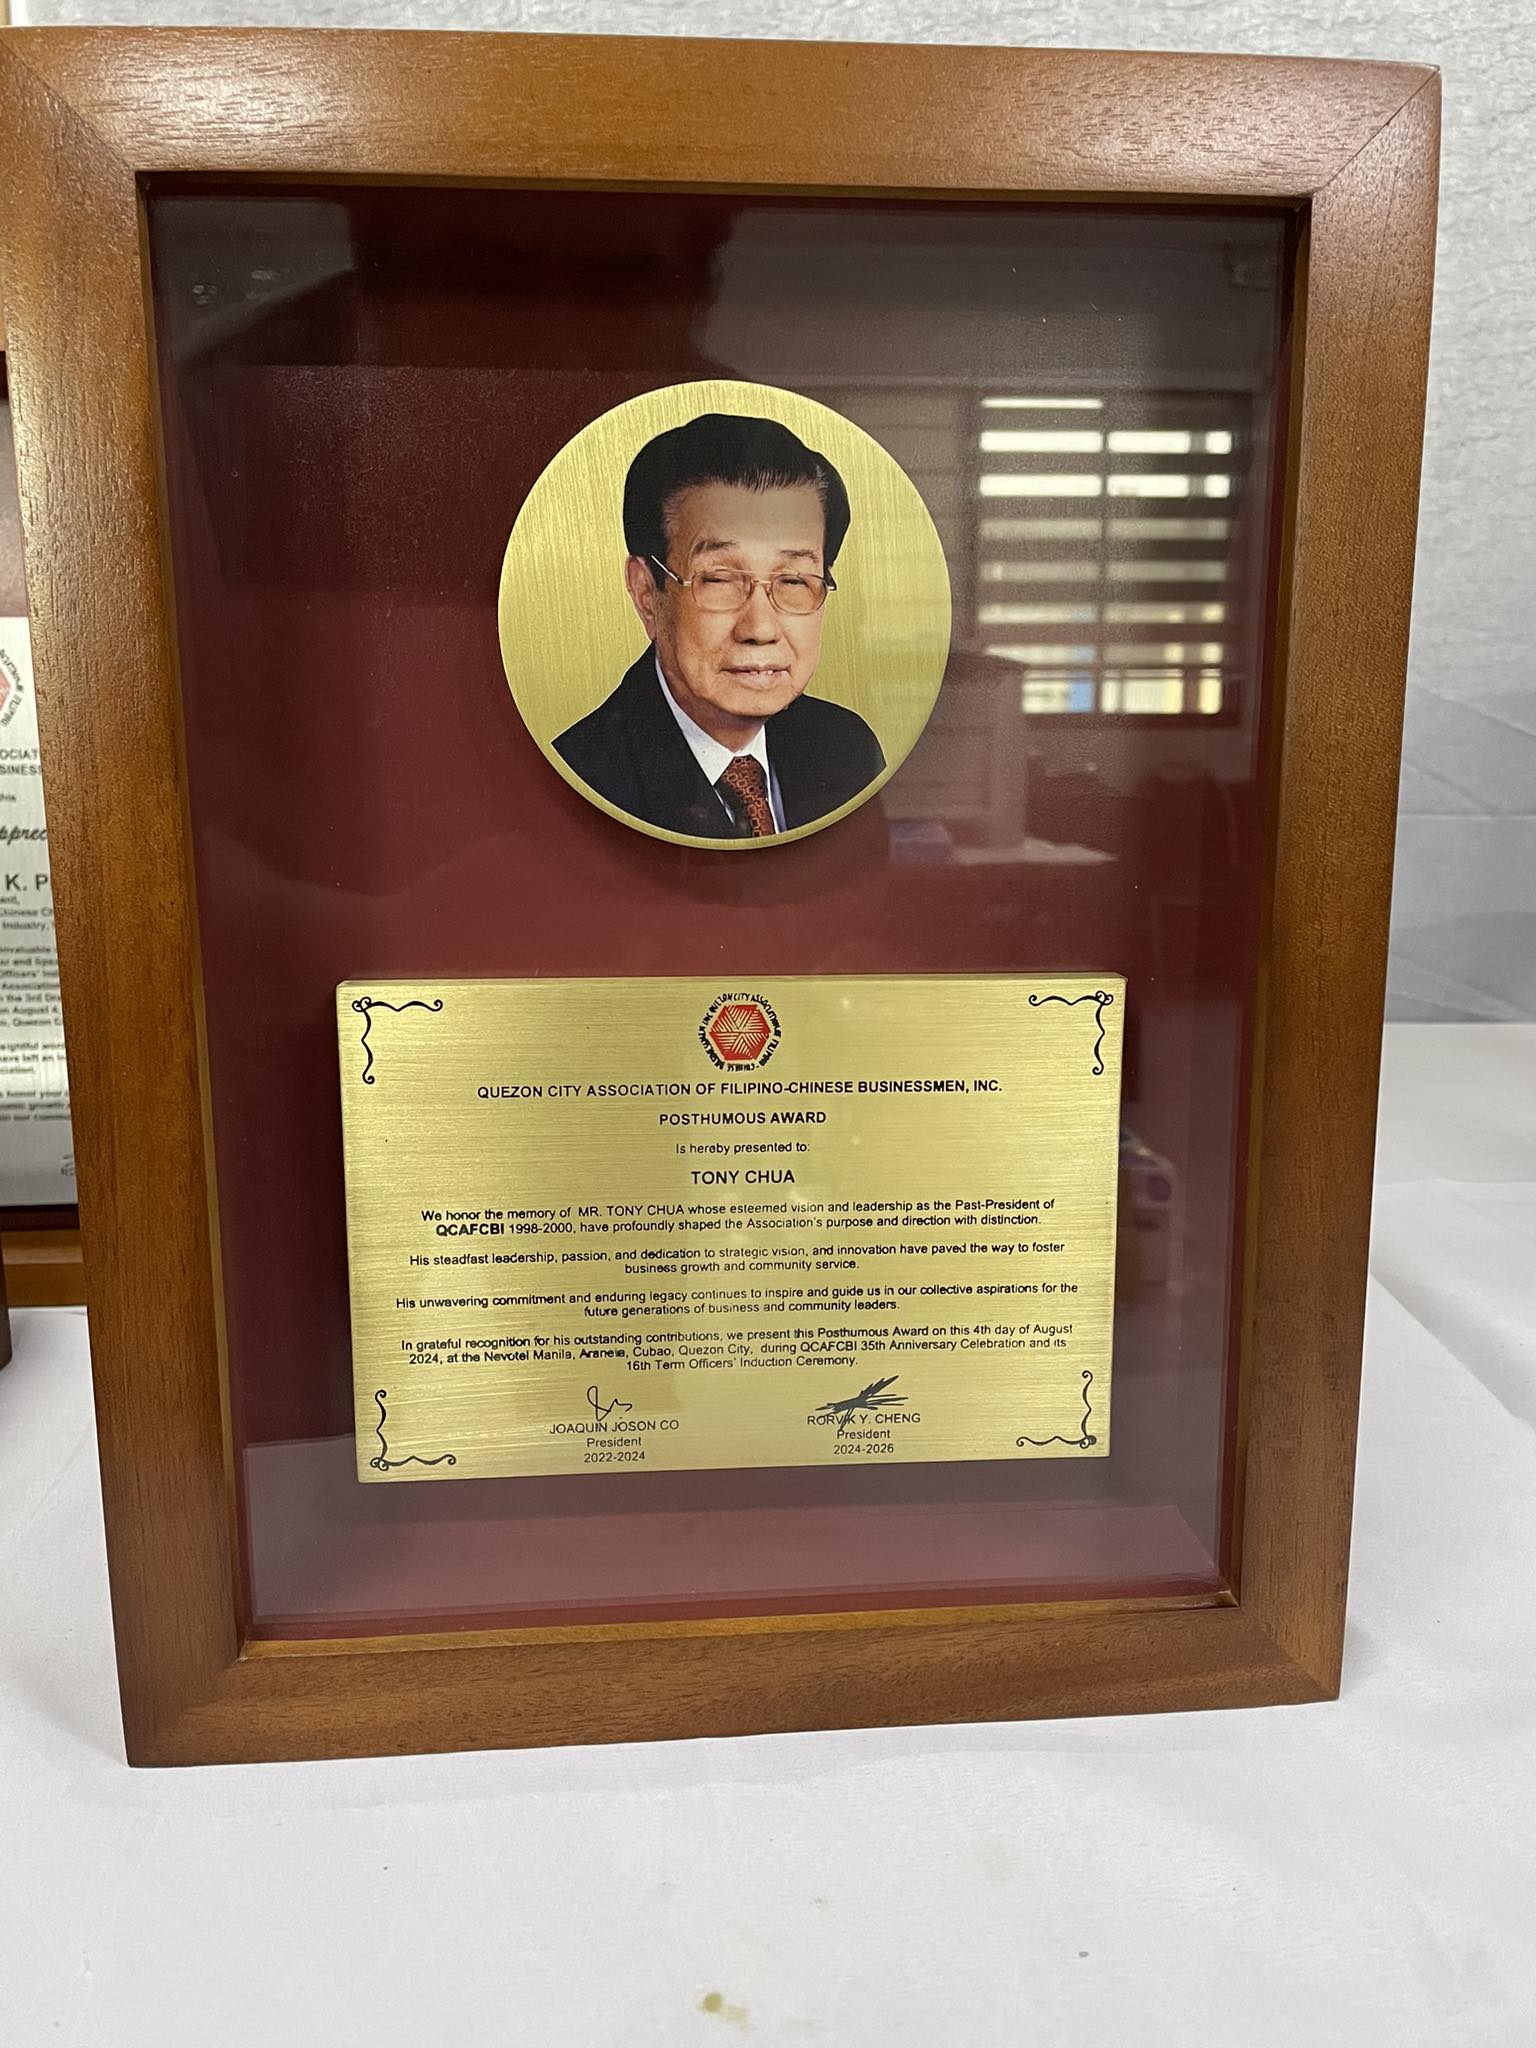 QUEZON CITY ASSOCIATION OF FILIPINO-CHINESE BUSINESSMEN, INC.
POSTHUMOUS AWARD
Is hereby presented to:
TONY CHUA
We honor the memory of MR. TONY CHUA whose esteemed vision and leadership as the Past-President of
QCAFCBI 1998-2000, have profoundly shaped the Association's purpose and direction with distinction.
His steadfast leadership, passion, and dedication to strategic vision, and innovation have paved the way to foster
business growth and community service.
His unwavering commitment and enduring legacy continues to inspire and guide us in our collective aspirations for the
future generations of business and community leaders.
In grateful recognition for his outstanding contributions, we present this Posthumous Award on this 4th day of August
2024, at the Novotel Manila, Araneta, Cubao, Quezon City, during QCAFCBI 35th Anniversary Celebration and its
16th Term Officers' Induction Ceremony.
JOAQUIN JOSON CO
President
2022-2024
RORVIK Y. CHENG
President
2024-2026
K. P